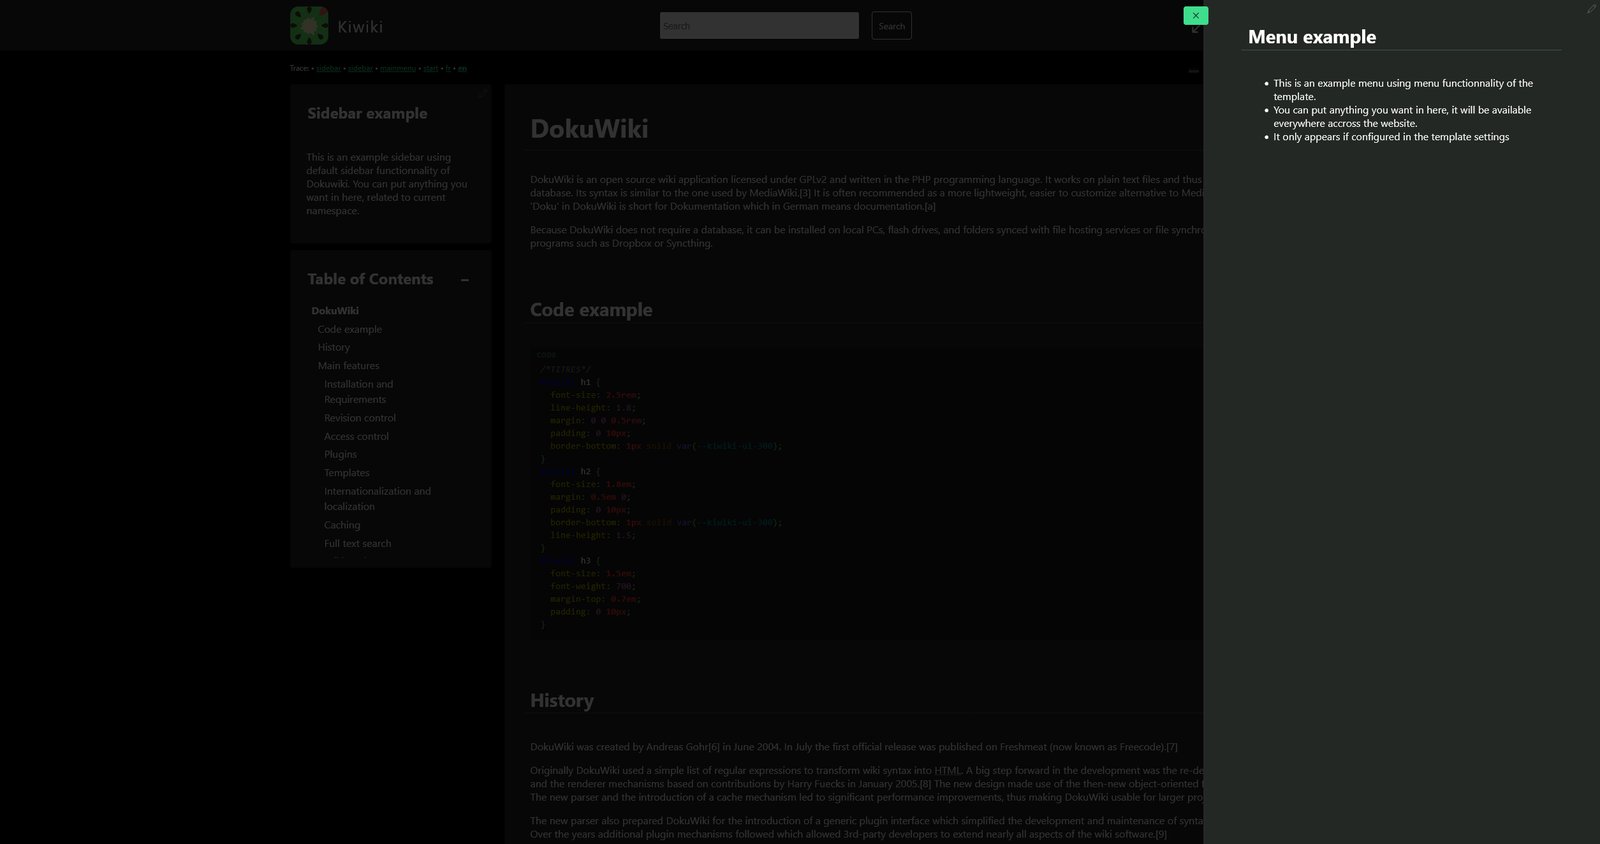 Kiwiki
Search
Search
×
Trace: • sidebar • sidebar • mainmenu • start • fr • en
Sidebar example
This is an example sidebar using
default sidebar functionnality of
Dokuwiki. You can put anything you
want in here, related to current
namespace.
Table of Contents −
DokuWiki
Code example
History
Main features
Installation and
Requirements
Revision control
Access control
Plugins
Templates
Internationalization and
localization
Caching
Full text search
DokuWiki
DokuWiki is an open source wiki application licensed under GPLv2 and written in the PHP programming language. It works on plain text files and thus
database. Its syntax is similar to the one used by MediaWiki.[3] It is often recommended as a more lightweight, easier to customize alternative to Medi
'Doku' in DokuWiki is short for Dokumentation which in German means documentation.[a]
Because DokuWiki does not require a database, it can be installed on local PCs, flash drives, and folders synced with file hosting services or file synchro
programs such as Dropbox or Syncthing.
Code example
CODE
/*TITRES*/
h1 {
font-size: 2.5rem;
line-height: 1.8;
margin: 0 0 0.5rem;
padding: 0 10px;
border-bottom: 1px solid var(--kiwiki-ui-300);
}
h2 {
font-size: 1.8em;
margin: 0.5em 0;
padding: 0 10px;
border-bottom: 1px solid var(--kiwiki-ui-300);
line-height: 1.5;
}
h3 {
font-size: 1.5em;
font-weight: 700;
margin-top: 0.7em;
padding: 0 10px;
}
History
DokuWiki was created by Andreas Gohr[6] in June 2004. In July the first official release was published on Freshmeat (now known as Freecode).[7]
Originally DokuWiki used a simple list of regular expressions to transform wiki syntax into HTML. A big step forward in the development was the re-de
and the renderer mechanisms based on contributions by Harry Fuecks in January 2005.[8] The new design made use of the then-new object-oriented f
The new parser and the introduction of a cache mechanism led to significant performance improvements, thus making DokuWiki usable for larger pro
The new parser also prepared DokuWiki for the introduction of a generic plugin interface which simplified the development and maintenance of synta
Over the years additional plugin mechanisms followed which allowed 3rd-party developers to extend nearly all aspects of the wiki software.[9]
Menu example
• This is an example menu using menu functionnality of the
template.
• You can put anything you want in here, it will be available
everywhere accross the website.
• It only appears if configured in the template settings